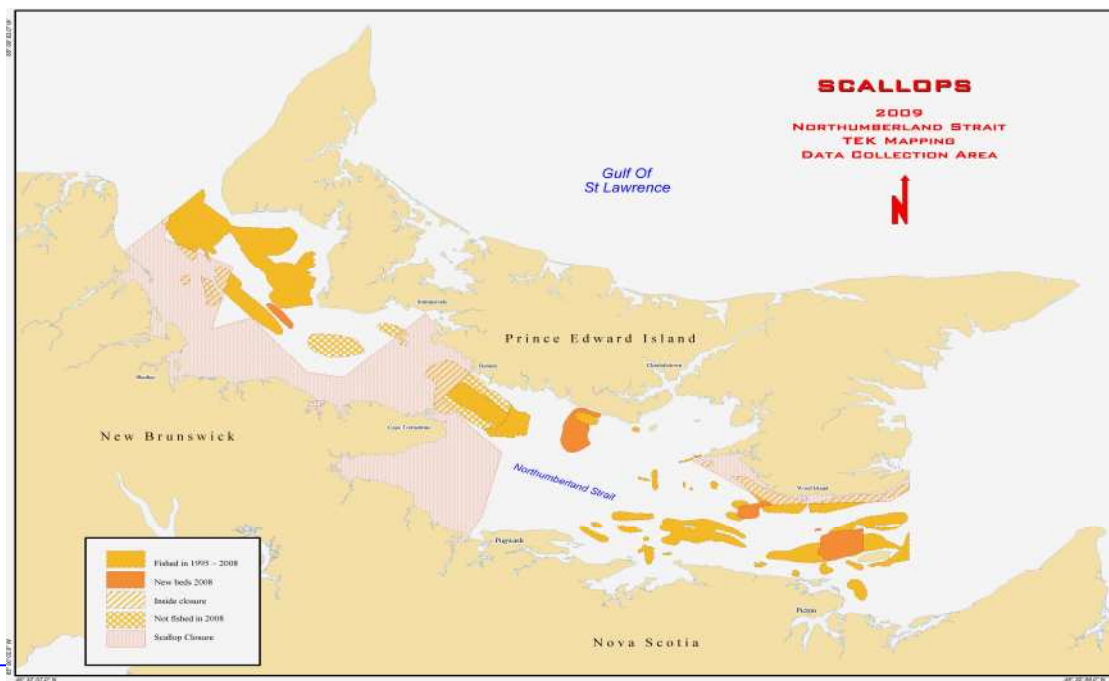 SCALLOPS
2009
NORTHUMBERLAND STRAIT
TEK MAPPING
DATA COLLECTION AREA
N
Gulf Of
St Lawrence
Prince Edward Island
Charlottetown
New Brunswick
Cape Tormentine
Northumberland Strait
Wood Island
Pugwash
Pictou
Nova Scotia
Fished in 1995 – 2008
New beds 2008
Inside closure
Not fished in 2008
Scallop Closure